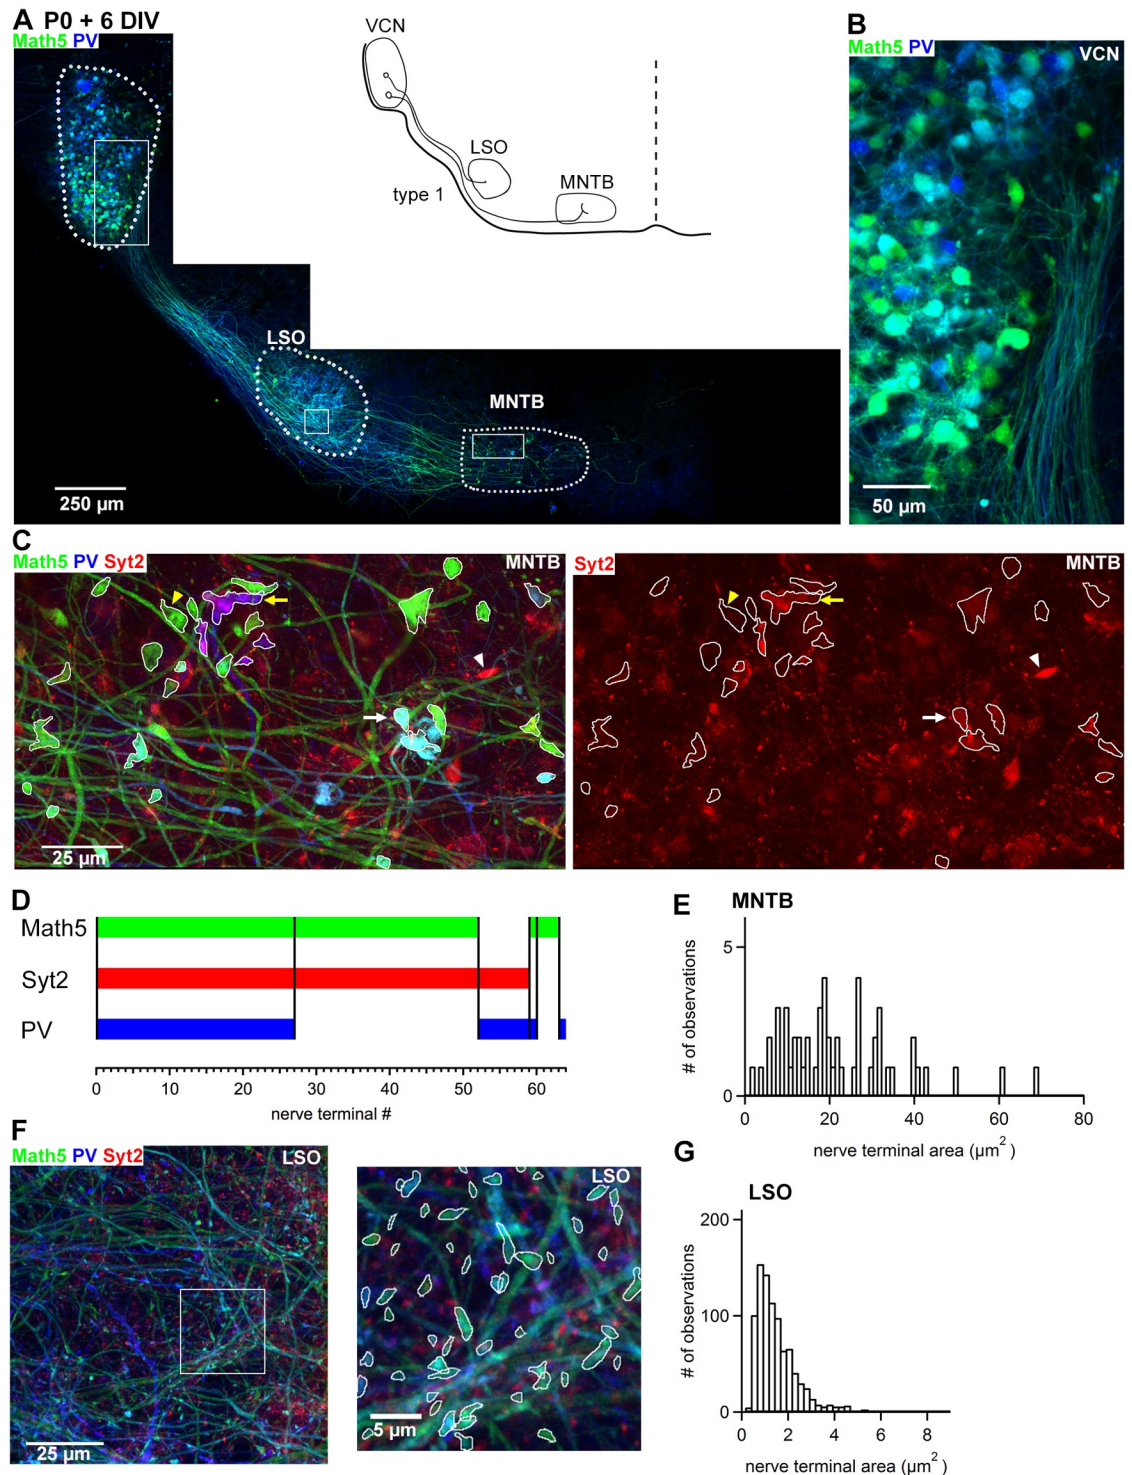 A P0 + 6 DIV
Math5 PV
LSO
MNTB
250 µm
VCN
LSO
MNTB
type 1
B
Math5 PV
VCN
50 µm
C
Math5 PV Syt2
MNTB
25 µm
Syt2
MNTB
D
Math5
Syt2
PV
0 10 20 30 40 50 60
nerve terminal #
E MNTB
# of observations
5
0
0 20 40 60 80
nerve terminal area (µm²)
F
Math5 PV Syt2
LSO
25 µm
LSO
5 µm
G
LSO
# of observations
200
100
0
0 2 4 6 8
nerve terminal area (µm²)